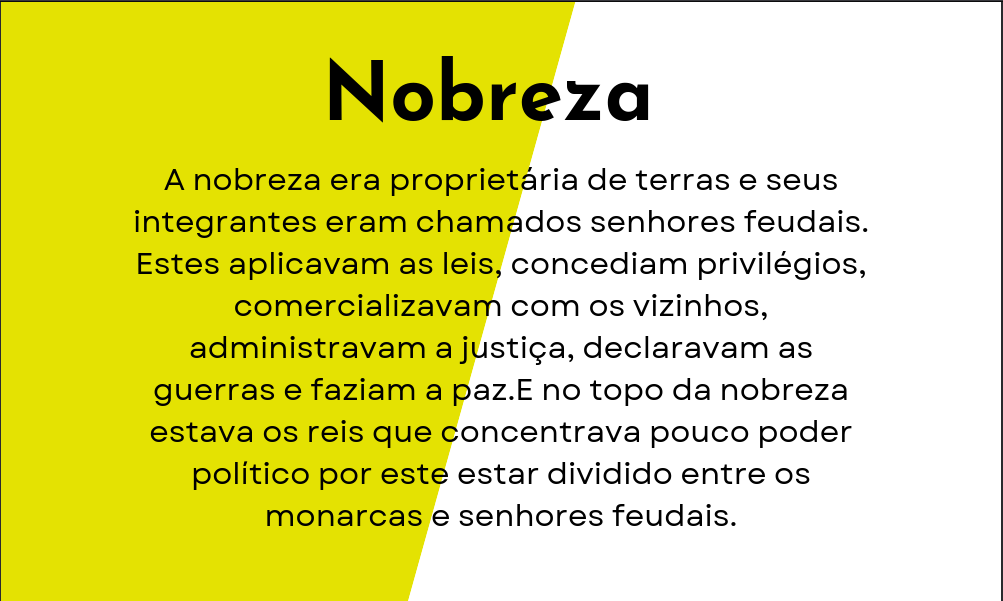 Nobreza
A nobreza era proprietária de terras e seus
integrantes eram chamados senhores feudais.
Estes aplicavam as leis, concediam privilégios,
comercializavam com os vizinhos,
administravam a justiça, declaravam as
guerras e faziam a paz.E no topo da nobreza
estava os reis que concentrava pouco poder
político por este estar dividido entre os
monarcas e senhores feudais.